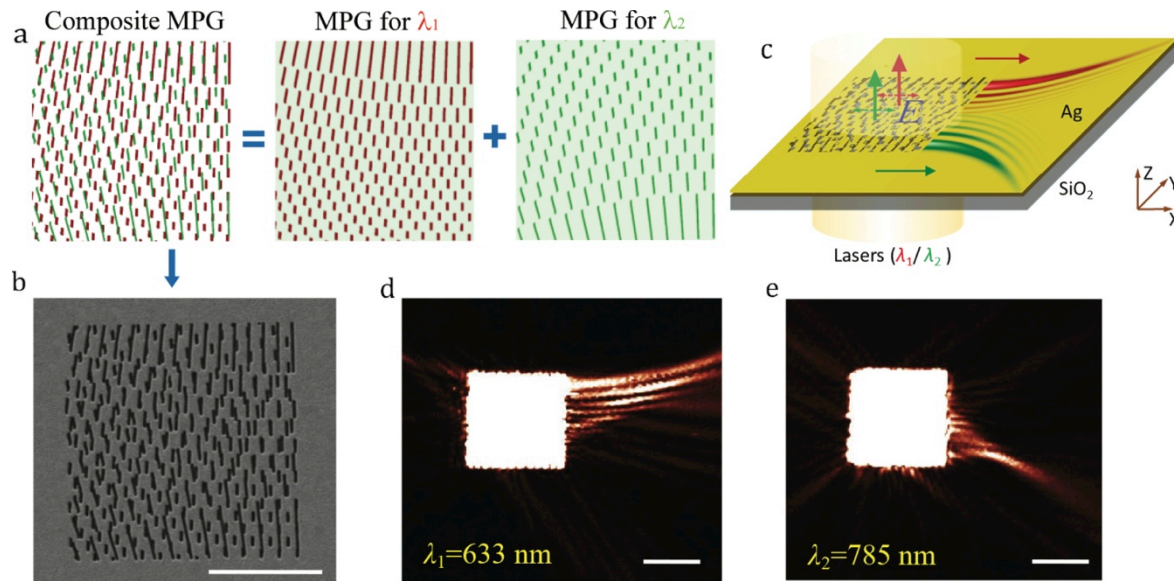 a
Composite MPG
MPG for λ₁
MPG for λ₂
=
+
c
E
Ag
SiO₂
Z
Y
X
Lasers (λ₁/λ₂)
b
d
λ₁=633 nm
e
λ₂=785 nm